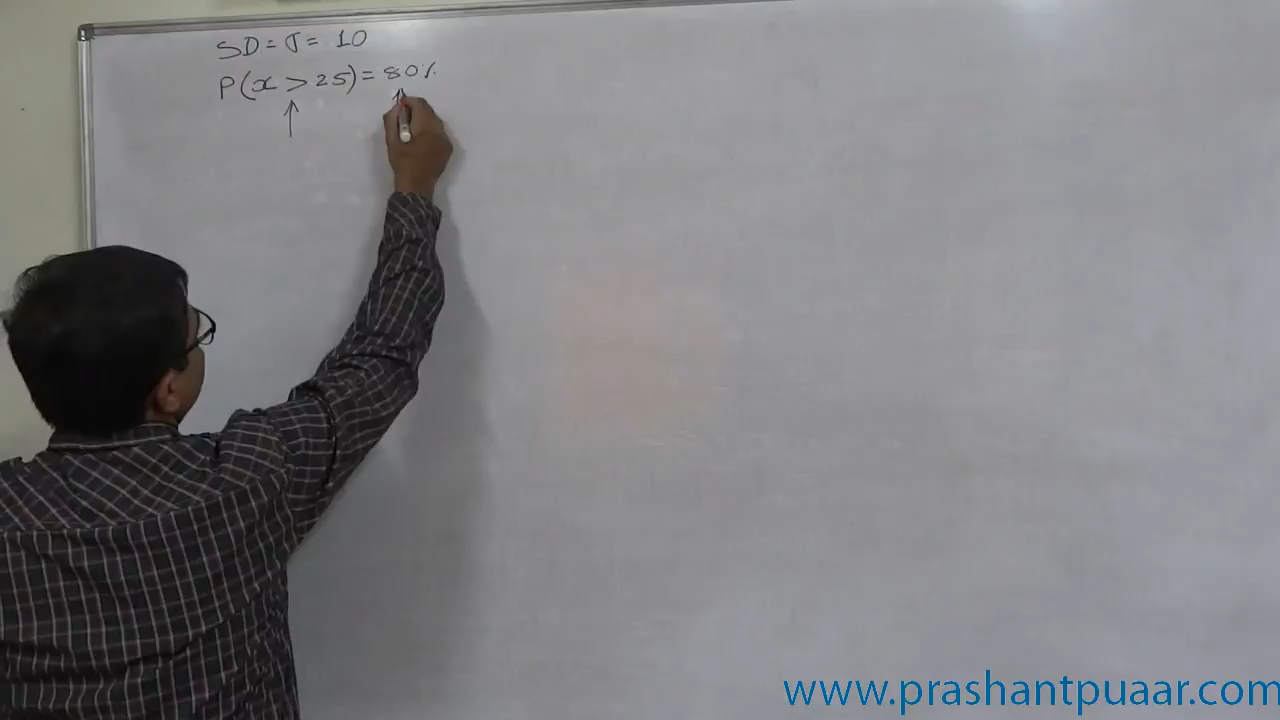 SD = σ = 10
P(x > 25) = 80%
www.prashantpuaar.com